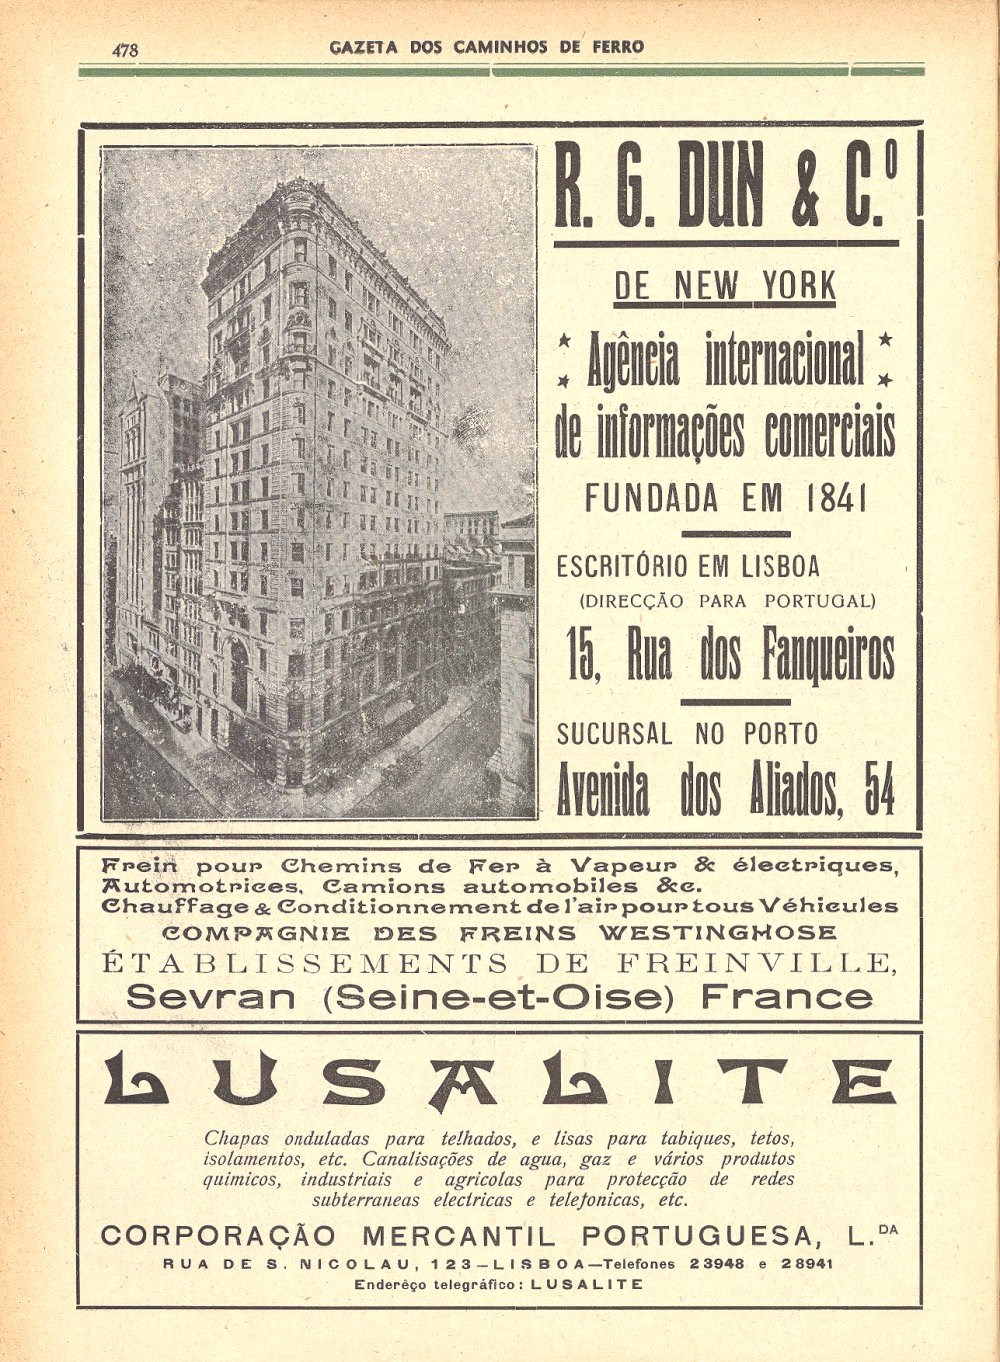 478
GAZETA DOS CAMINHOS DE FERRO
R. G. DUN & C.º
DE NEW YORK
Agência internacional
de informações comerciais
FUNDADA EM 1841
ESCRITÓRIO EM LISBOA
(DIRECÇÃO PARA PORTUGAL)
15, Rua dos Fanqueiros
SUCURSAL NO PORTO
Avenida dos Aliados, 54
Frein pour Chemins de Fer à Vapeur & électriques,
Automotrices, Camions automobiles &c.
Chauffage & Conditionnement de l'air pour tous Véhicules
COMPAGNIE DES FREINS WESTINGHOSE
ÉTABLISSEMENTS DE FREINVILLE,
Sevran (Seine-et-Oise) France
LUSALITE
Chapas onduladas para telhados, e lisas para tabiques, tetos,
isolamentos, etc. Canalisações de agua, gaz e vários produtos
quimicos, industriais e agricolas para protecção de redes
subterraneas electricas e telefonicas, etc.
CORPORAÇÃO MERCANTIL PORTUGUESA, L.DA
RUA DE S. NICOLAU, 123—LISBOA—Telefones 23948 e 28941
Enderêço telegráfico: LUSALITE